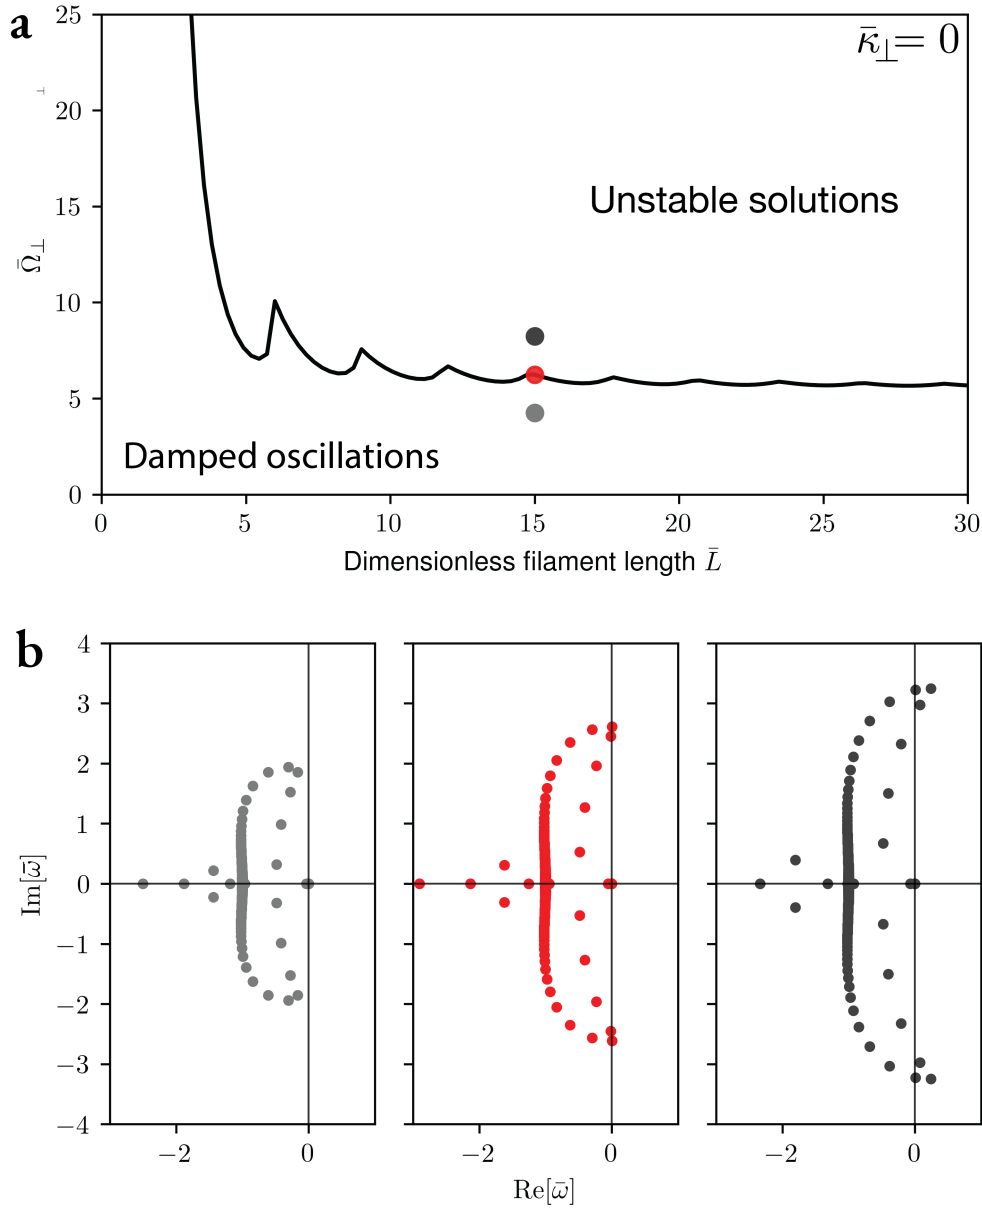 a
25
κ̄⊥ = 0
⊥
20
Unstable solutions
15
Ω̄⊥
10
5
Damped oscillations
0
0 5 10 15 20 25 30
Dimensionless filament length L̄
b
4
3
2
1
0
−1
−2
−3
−4
Im[ω̄]
−2 0 −2 0 −2 0
Re[ω̄]